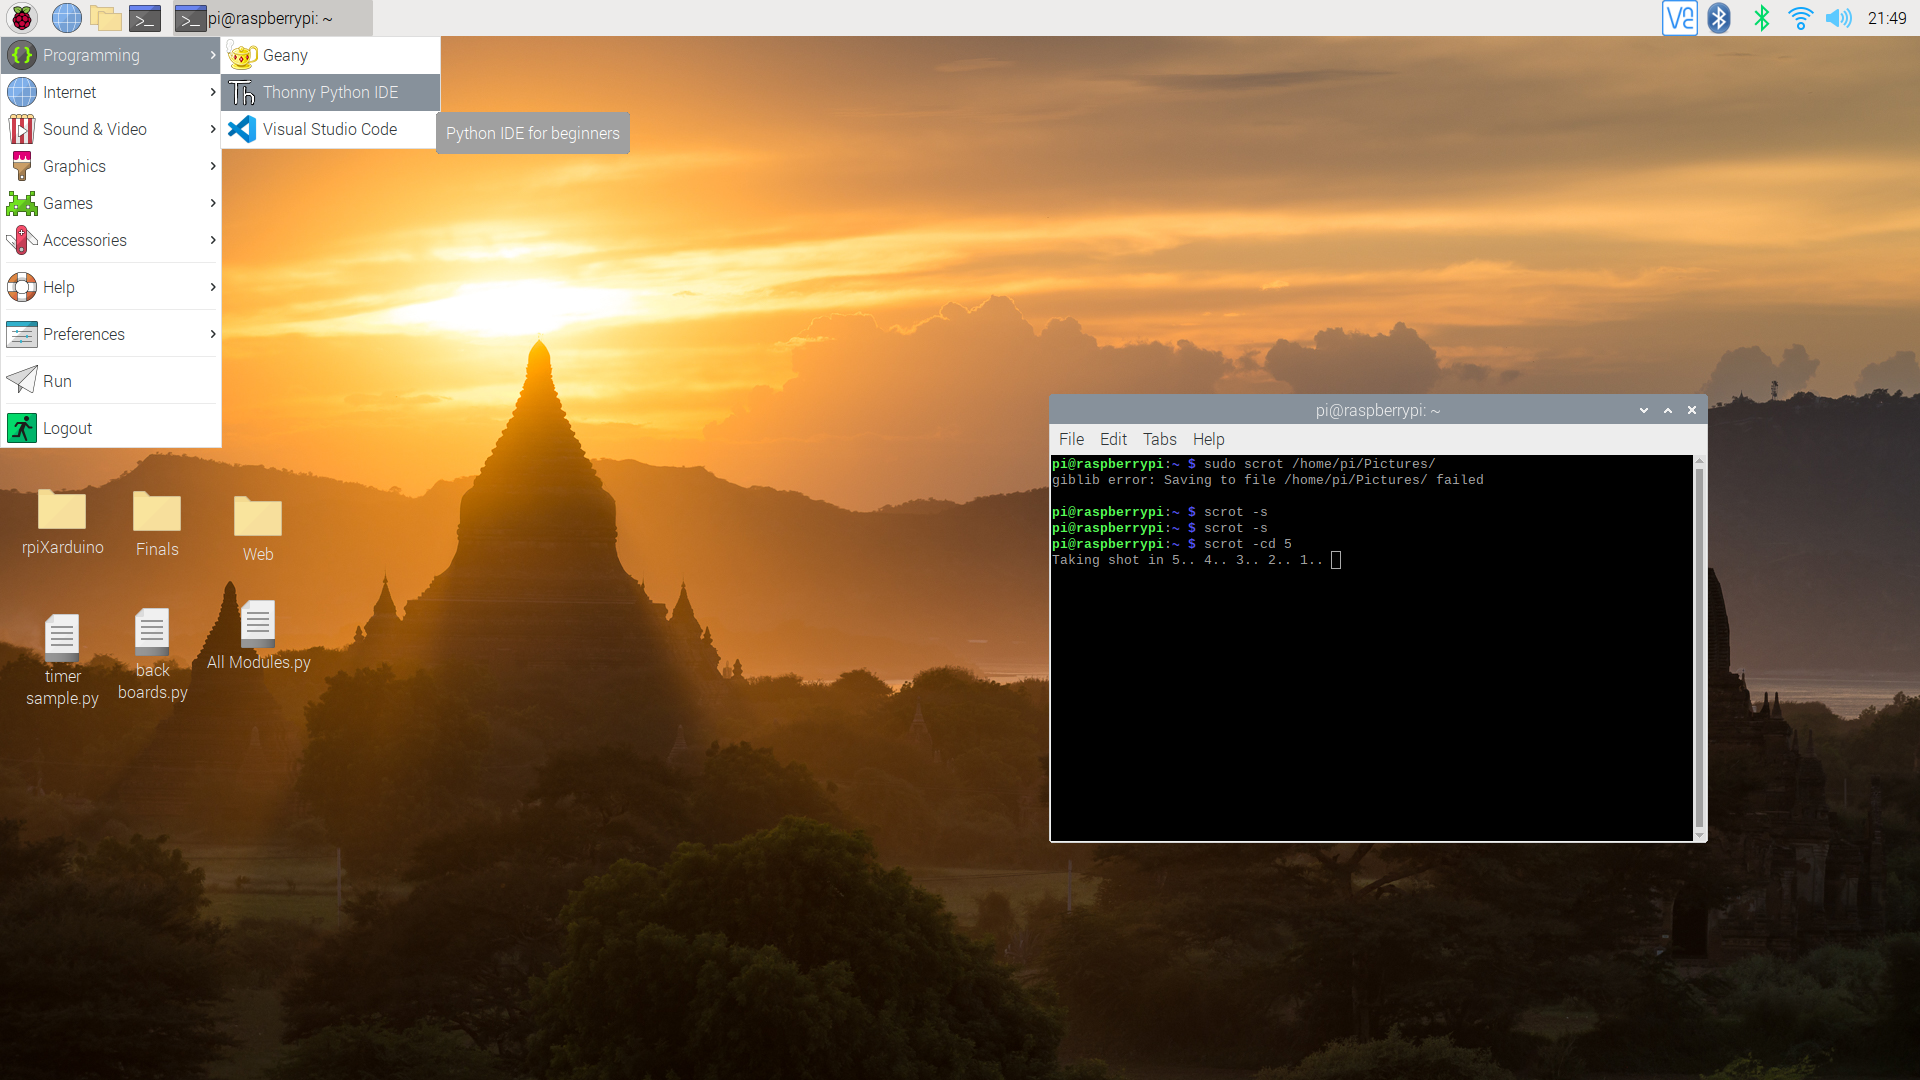 pi@raspberrypi: ~
21:49
Programming
Internet
Sound & Video
Graphics
Games
Accessories
Help
Preferences
Run
Logout
Geany
Thonny Python IDE
Visual Studio Code
Python IDE for beginners
rpiXarduino
Finals
Web
timer
sample.py
back
boards.py
All Modules.py
pi@raspberrypi: ~
File Edit Tabs Help
pi@raspberrypi:~ $ sudo scrot /home/pi/Pictures/
giblib error: Saving to file /home/pi/Pictures/ failed
pi@raspberrypi:~ $ scrot -s
pi@raspberrypi:~ $ scrot -s
pi@raspberrypi:~ $ scrot -cd 5
Taking shot in 5.. 4.. 3.. 2.. 1..